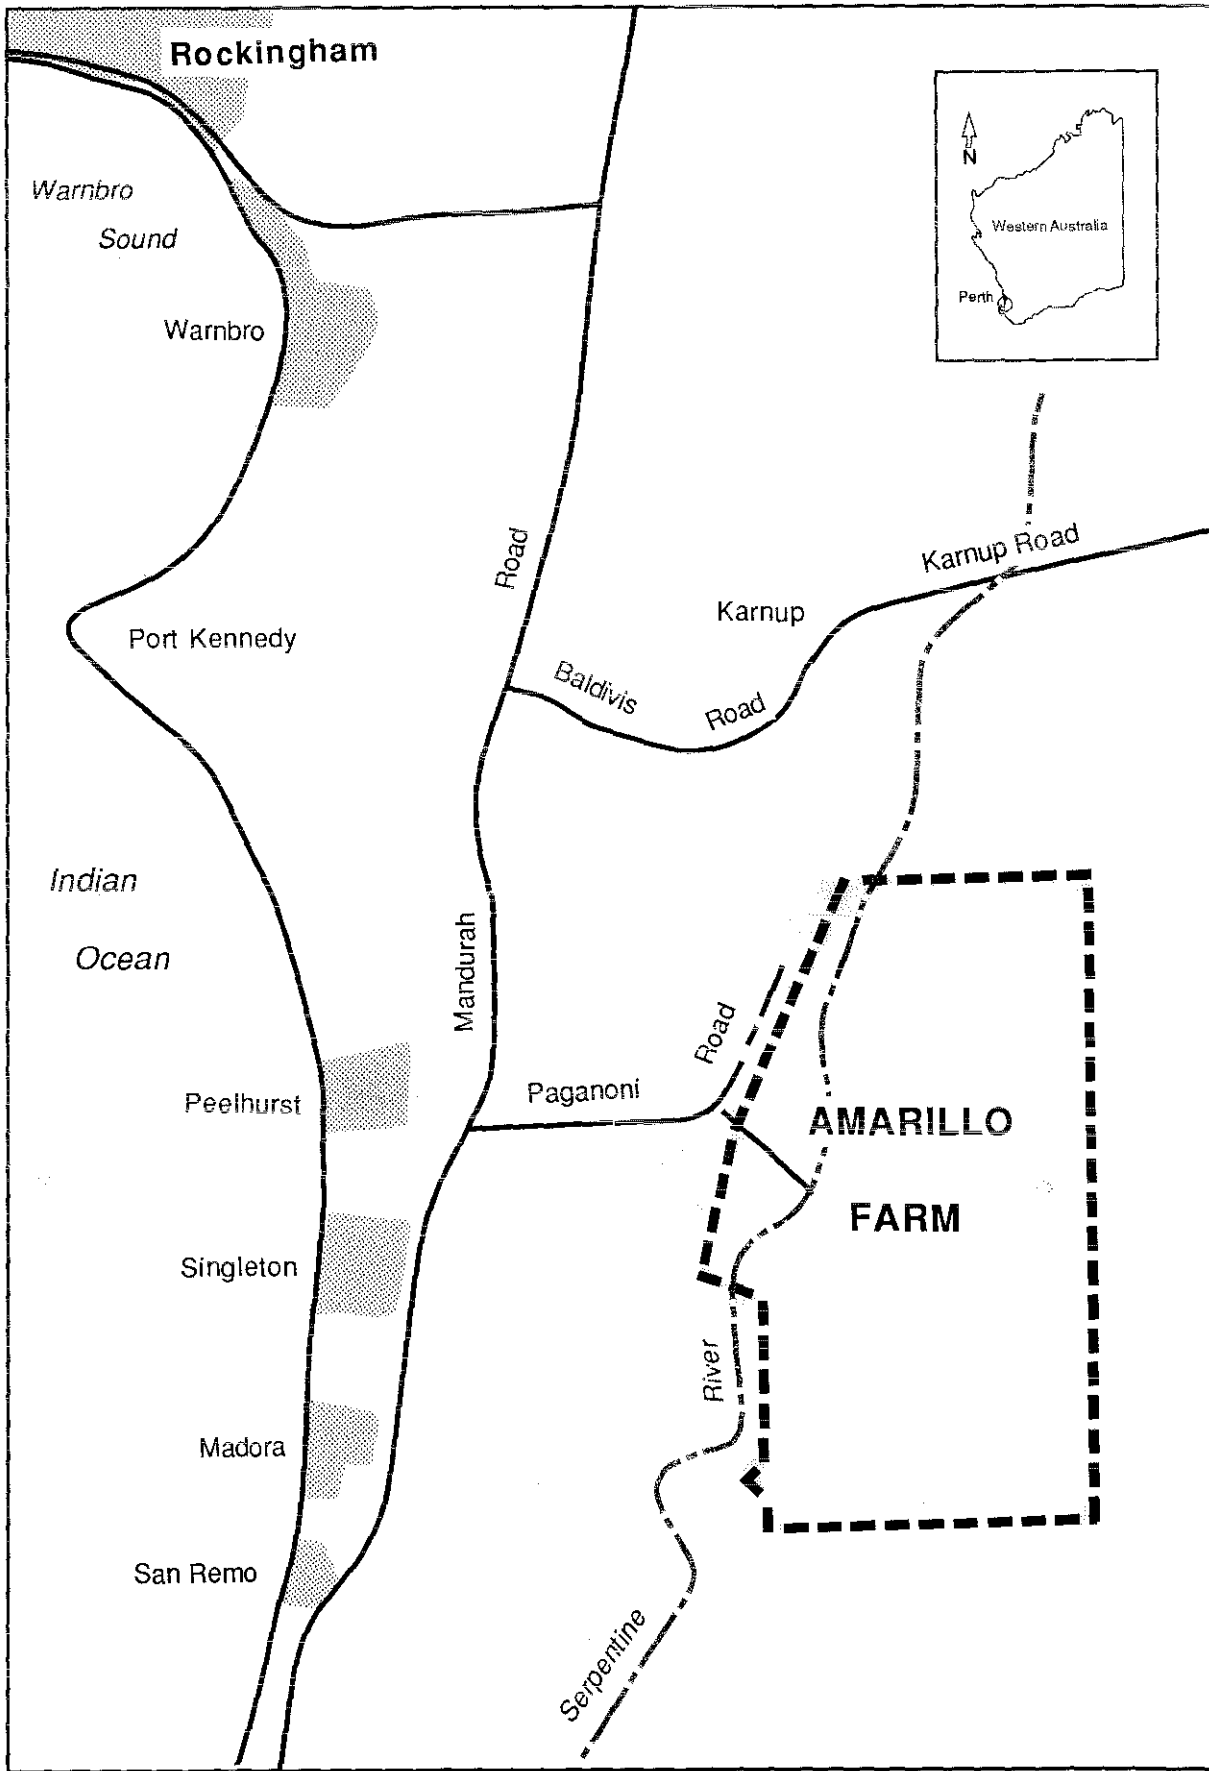 Rockingham
N
Warnbro
Sound
Western Australia
Perth
Warnbro
Karnup Road
Road
Karnup
Port Kennedy
Baldivis
Road
Indian
Ocean
Mandurah
Road
Paganoni
Peelhurst
AMARILLO
FARM
Singleton
River
Madora
San Remo
Serpentine